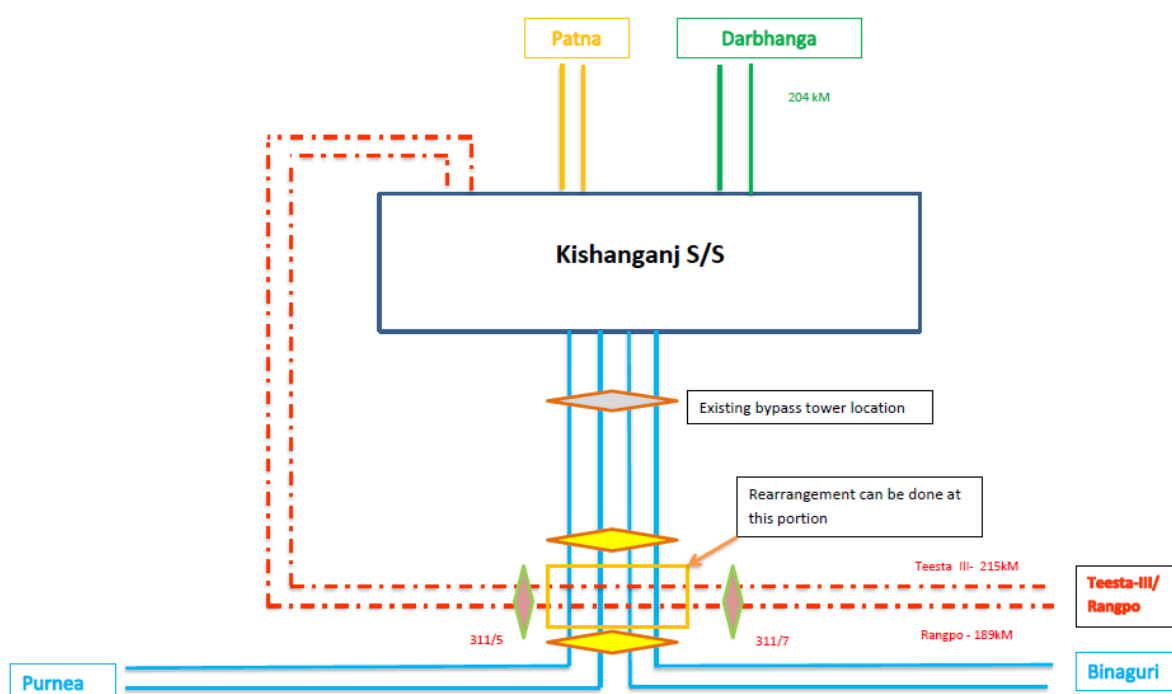 Patna
Darbhanga
204 kM
Kishanganj S/S
Existing bypass tower location
Rearrangement can be done at
this portion
Teesta III- 215kM
Teesta-III/
Rangpo
311/5
311/7
Rangpo - 189kM
Purnea
Binaguri